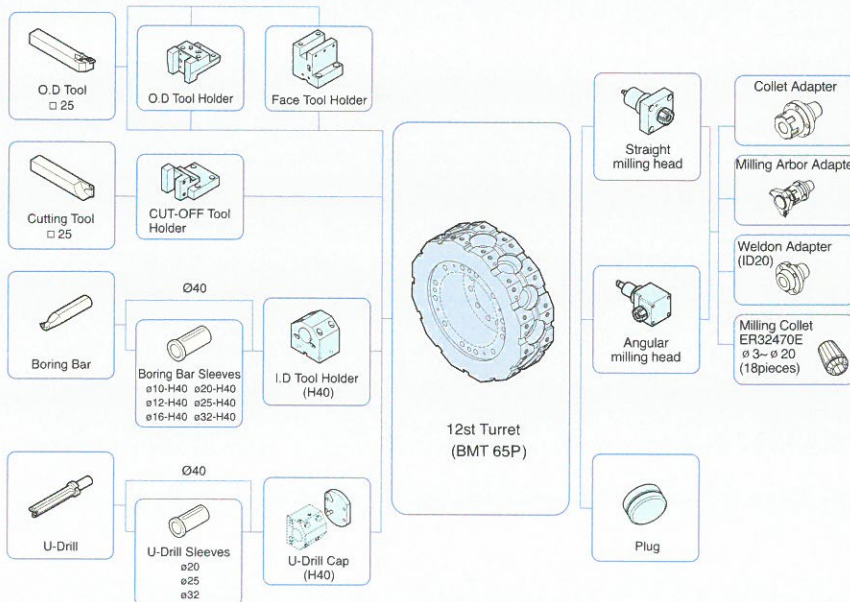 O.D Tool
□ 25
O.D Tool Holder
Face Tool Holder
Cutting Tool
□ 25
CUT-OFF Tool
Holder
Boring Bar
Ø40
Boring Bar Sleeves
ø10-H40 ø20-H40
ø12-H40 ø25-H40
ø16-H40 ø32-H40
I.D Tool Holder
(H40)
U-Drill
Ø40
U-Drill Sleeves
ø20
ø25
ø32
U-Drill Cap
(H40)
12st Turret
(BMT 65P)
Straight
milling head
Angular
milling head
Plug
Collet Adapter
Milling Arbor Adapte
Weldon Adapter
(ID20)
Milling Collet
ER32470E
ø 3~ ø 20
(18pieces)